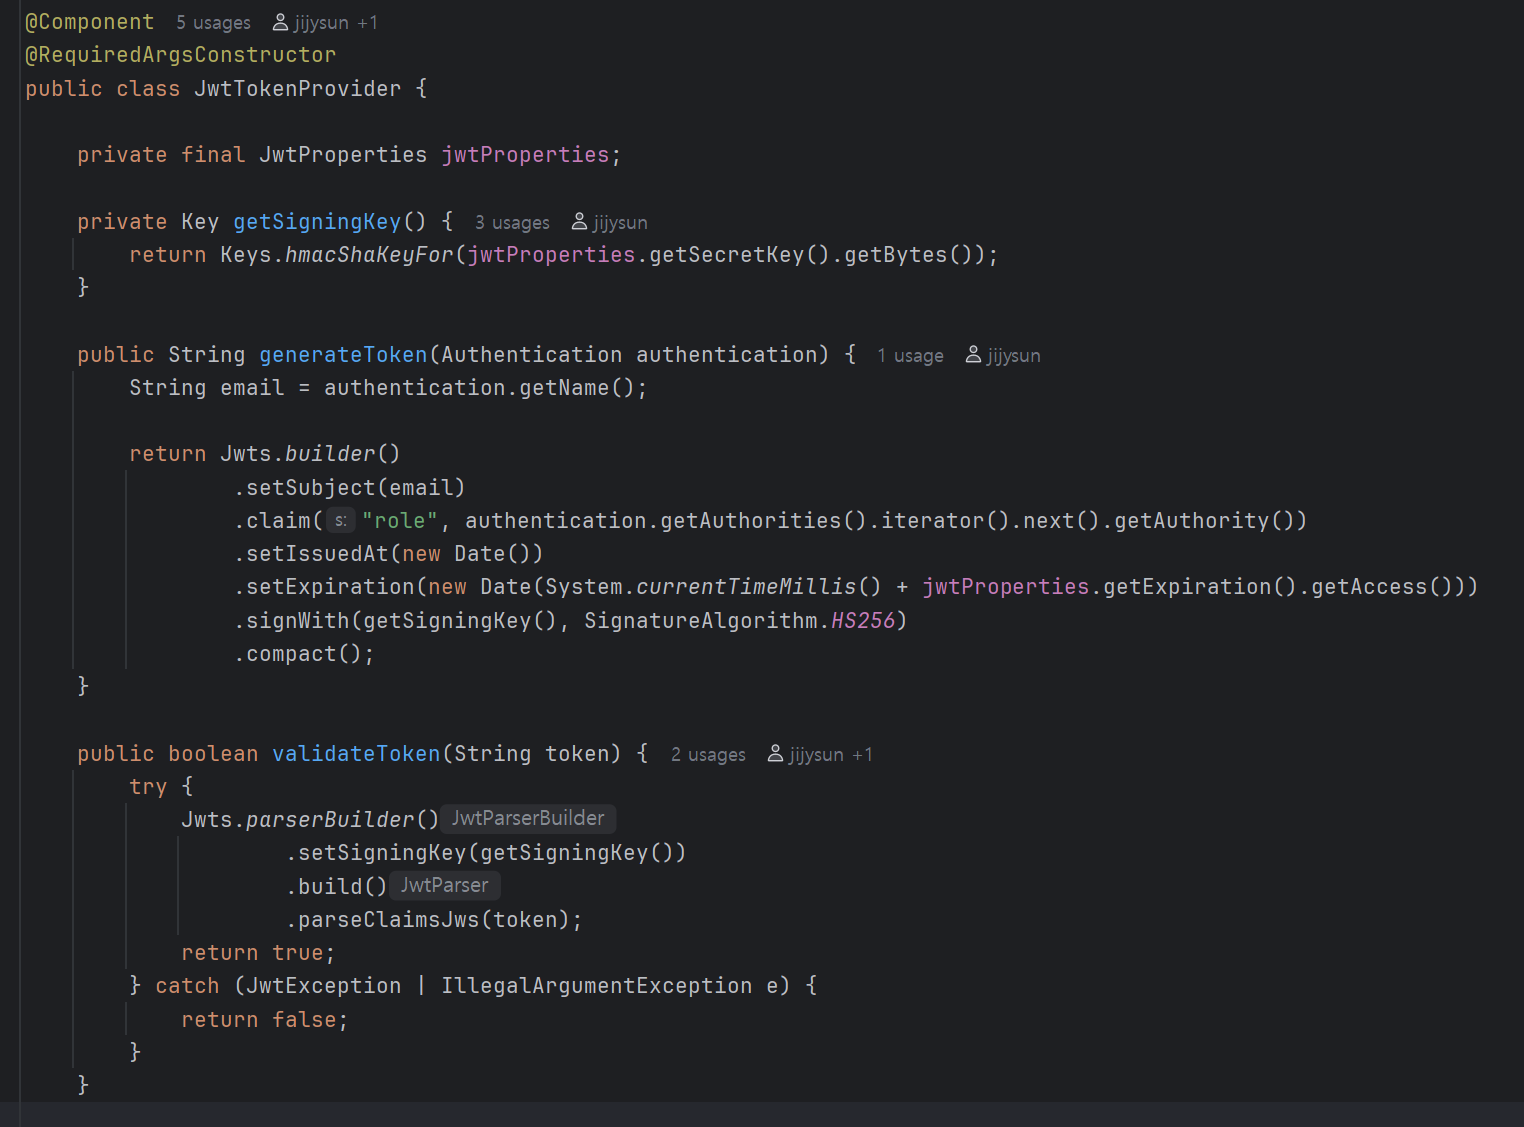 @Component 5 usages jijysun +1
@RequiredArgsConstructor
public class JwtTokenProvider {
private final JwtProperties jwtProperties;
private Key getSigningKey() { 3 usages jijysun
return Keys.hmacShaKeyFor(jwtProperties.getSecretKey().getBytes());
}
public String generateToken(Authentication authentication) { 1 usage jijysun
String email = authentication.getName();
return Jwts.builder()
.setSubject(email)
.claim( s: "role", authentication.getAuthorities().iterator().next().getAuthority())
.setIssuedAt(new Date())
.setExpiration(new Date(System.currentTimeMillis() + jwtProperties.getExpiration().getAccess()))
.signWith(getSigningKey(), SignatureAlgorithm.HS256)
.compact();
}
public boolean validateToken(String token) { 2 usages jijysun +1
try {
Jwts.parserBuilder() JwtParserBuilder
.setSigningKey(getSigningKey())
.build() JwtParser
.parseClaimsJws(token);
return true;
} catch (JwtException | IllegalArgumentException e) {
return false;
}
}